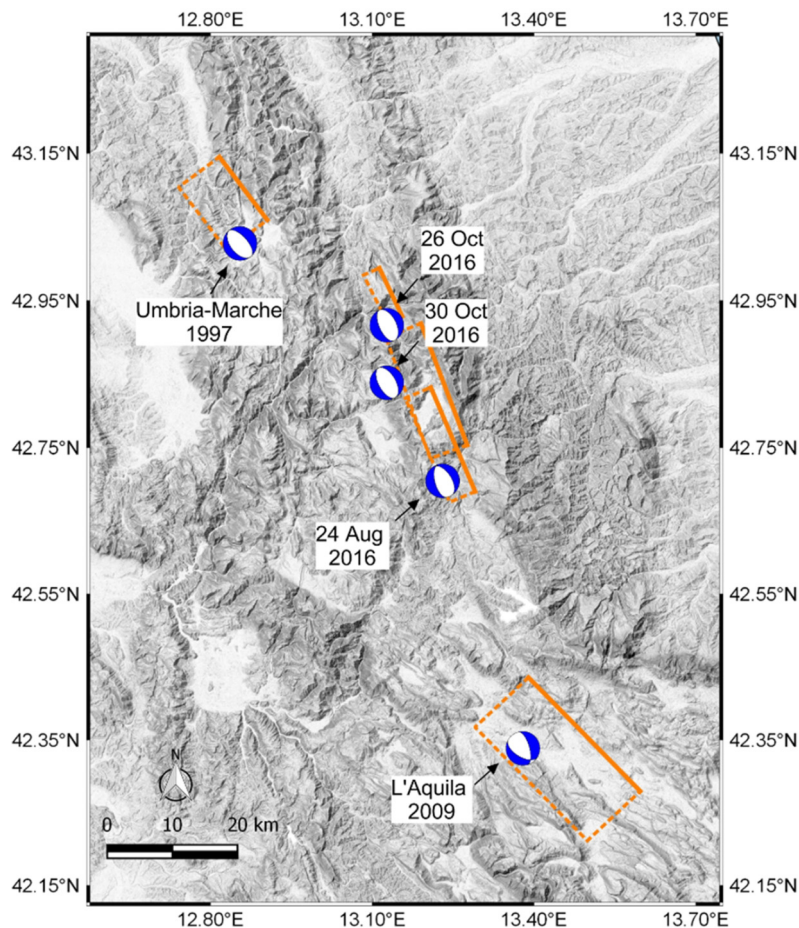 12.80°E 13.10°E 13.40°E 13.70°E
43.15°N 43.15°N
26 Oct
2016
42.95°N 42.95°N
Umbria-Marche
1997
30 Oct
2016
42.75°N 42.75°N
24 Aug
2016
42.55°N 42.55°N
42.35°N 42.35°N
N
L'Aquila
2009
0 10 20 km
42.15°N 42.15°N
12.80°E 13.10°E 13.40°E 13.70°E